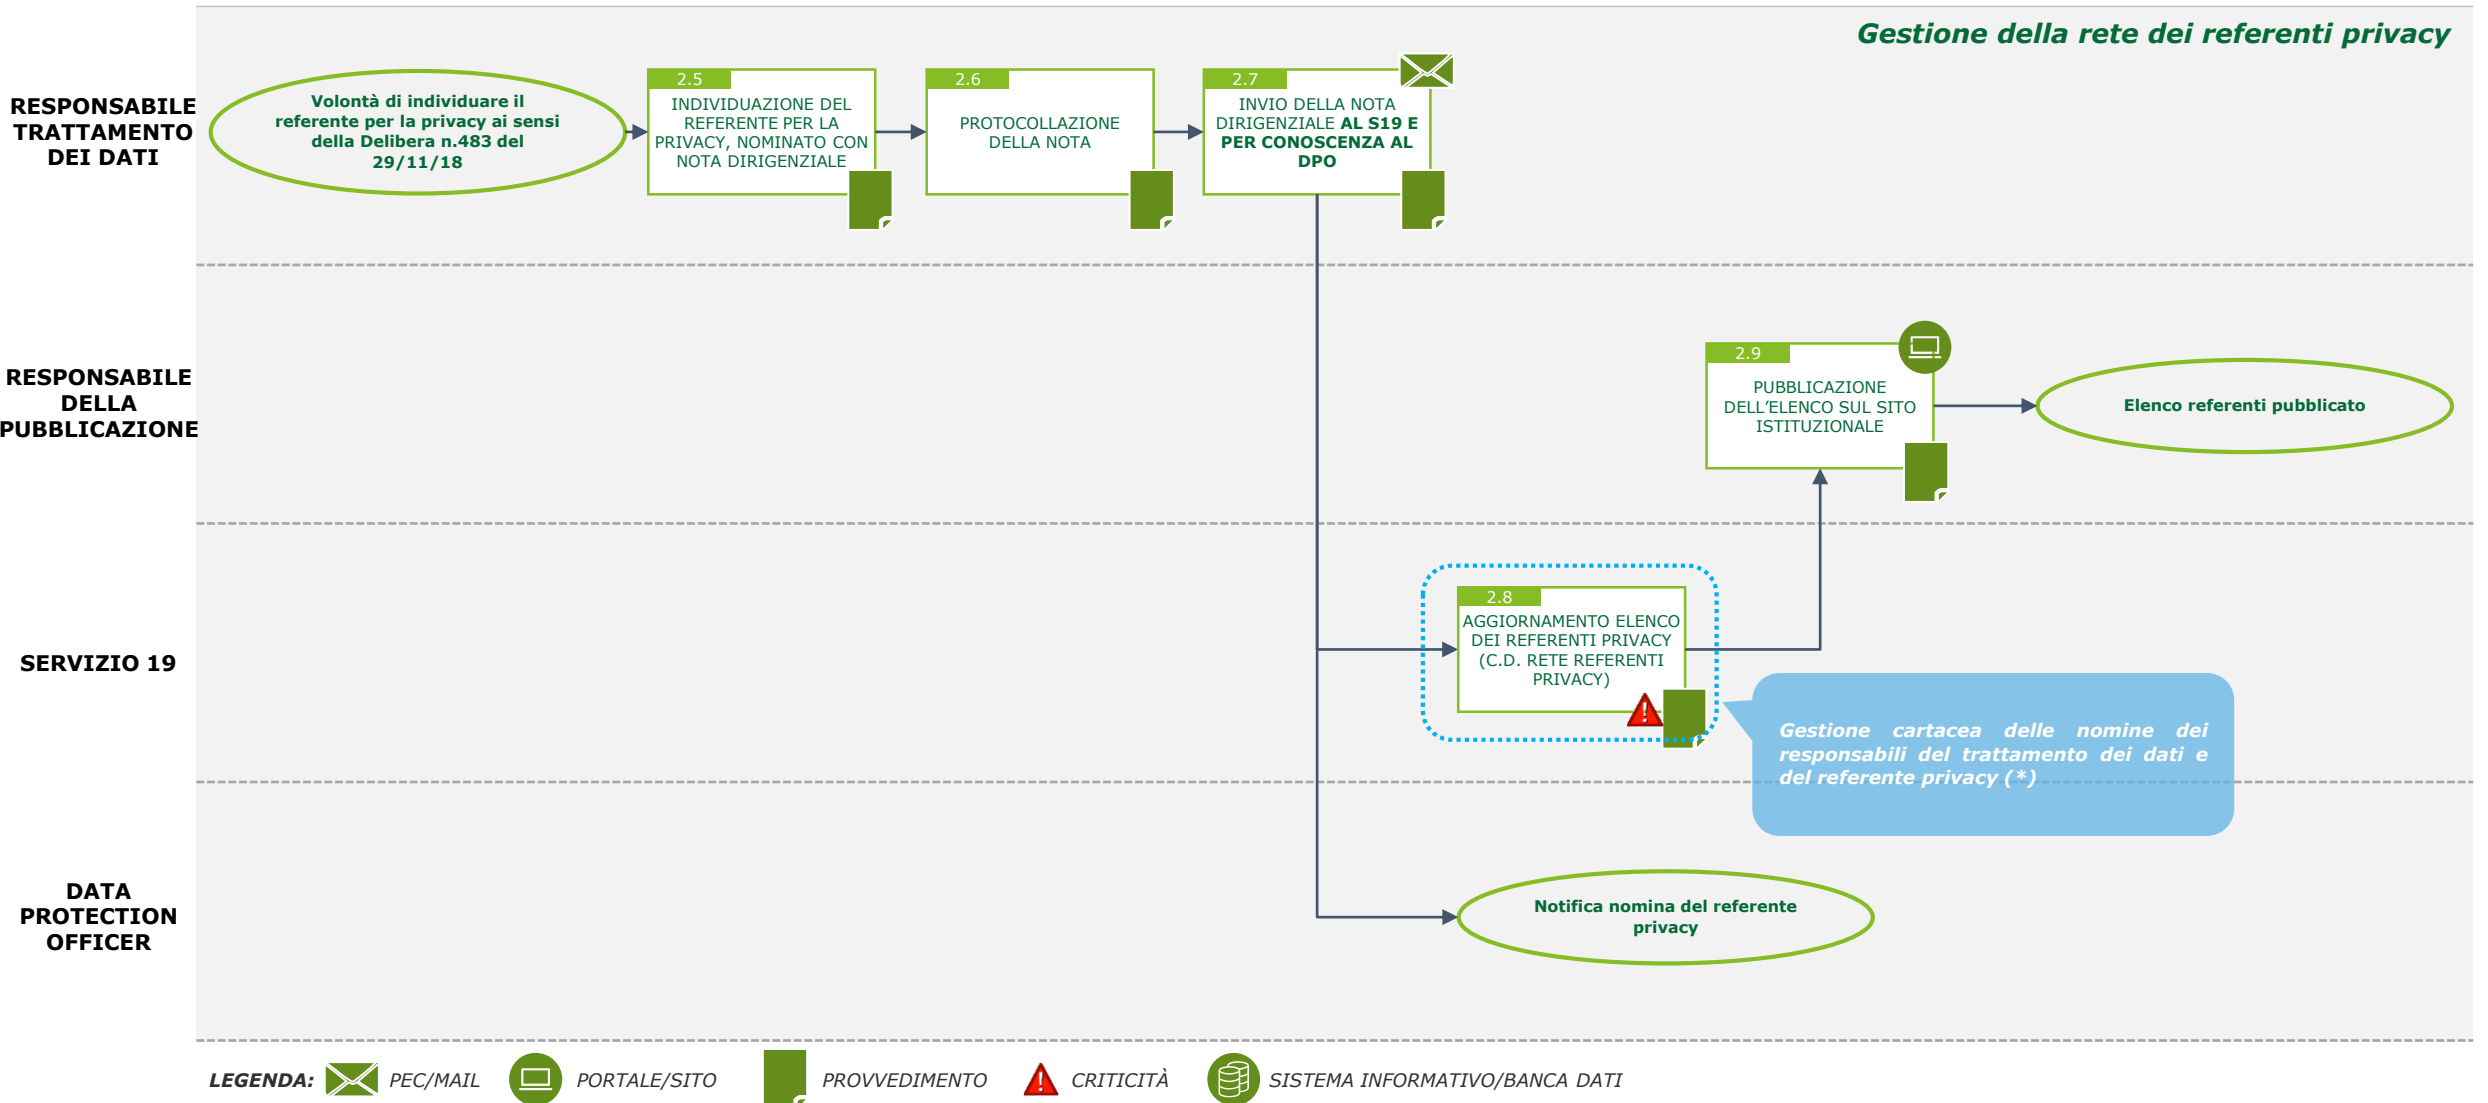 Gestione della rete dei referenti privacy
RESPONSABILE
TRATTAMENTO
DEI DATI
Volontà di individuare il
referente per la privacy ai sensi
della Delibera n.483 del
29/11/18
2.5
INDIVIDUAZIONE DEL
REFERENTE PER LA
PRIVACY, NOMINATO CON
NOTA DIRIGENZIALE
2.6
PROTOCOLLAZIONE
DELLA NOTA
2.7
INVIO DELLA NOTA
DIRIGENZIALE AL S19 E
PER CONOSCENZA AL
DPO
RESPONSABILE
DELLA
PUBBLICAZIONE
2.9
PUBBLICAZIONE
DELL'ELENCO SUL SITO
ISTITUZIONALE
Elenco referenti pubblicato
SERVIZIO 19
2.8
AGGIORNAMENTO ELENCO
DEI REFERENTI PRIVACY
(C.D. RETE REFERENTI
PRIVACY)
Gestione cartacea delle nomine dei
responsabili del trattamento dei dati e
del referente privacy (*)
DATA
PROTECTION
OFFICER
Notifica nomina del referente
privacy
LEGENDA: PEC/MAIL PORTALE/SITO PROVVEDIMENTO CRITICITÀ SISTEMA INFORMATIVO/BANCA DATI